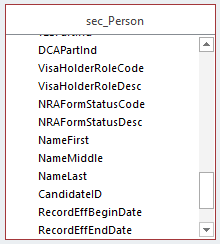 sec_Person
DCAPartInd
VisaHolderRoleCode
VisaHolderRoleDesc
NRAFormStatusCode
NRAFormStatusDesc
NameFirst
NameMiddle
NameLast
CandidateID
RecordEffBeginDate
RecordEffEndDate